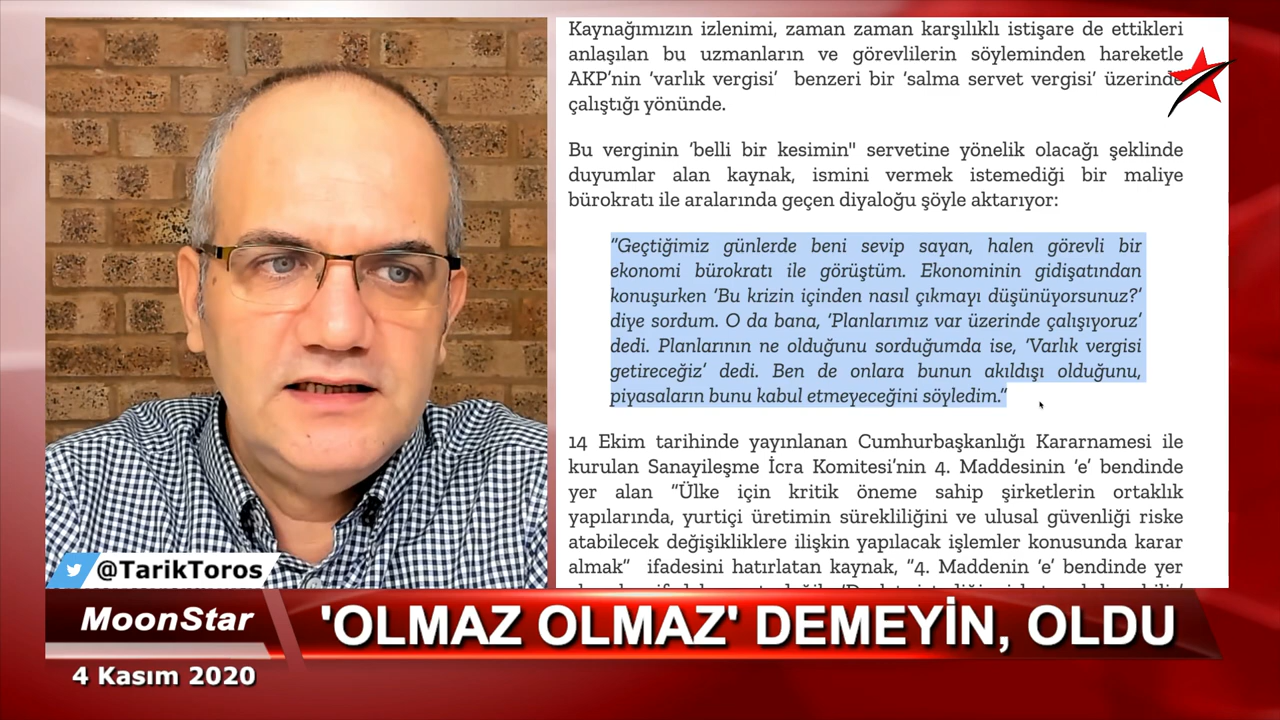 Kaynağımızın izlenimi, zaman zaman karşılıklı istişare de ettikleri
anlaşılan bu uzmanların ve görevlilerin söyleminden hareketle
AKP’nin ‘varlık vergisi’ benzeri bir ‘salma servet vergisi’ üzerinde
çalıştığı yönünde.
Bu verginin ‘belli bir kesimin" servetine yönelik olacağı şeklinde
duyumlar alan kaynak, ismini vermek istemediği bir maliye
bürokratı ile aralarında geçen diyaloğu şöyle aktarıyor:
“Geçtiğimiz günlerde beni sevip sayan, halen görevli bir
ekonomi bürokratı ile görüştüm. Ekonominin gidişatından
konuşurken ‘Bu krizin içinden nasıl çıkmayı düşünüyorsunuz?’
diye sordum. O da bana, ‘Planlarımız var üzerinde çalışıyoruz’
dedi. Planlarının ne olduğunu sorduğumda ise, ‘Varlık vergisi
getireceğiz’ dedi. Ben de onlara bunun akıldışı olduğunu,
piyasaların bunu kabul etmeyeceğini söyledim.”
14 Ekim tarihinde yayınlanan Cumhurbaşkanlığı Kararnamesi ile
kurulan Sanayileşme İcra Komitesi’nin 4. Maddesinin ‘e’ bendinde
yer alan “Ülke için kritik öneme sahip şirketlerin ortaklık
yapılarında, yurtiçi üretimin sürekliliğini ve ulusal güvenliği riske
atabilecek değişikliklere ilişkin yapılacak işlemler konusunda karar
almak” ifadesini hatırlatan kaynak, “4. Maddenin ‘e’ bendinde yer
@TarikToros
MoonStar
'OLMAZ OLMAZ' DEMEYİN, OLDU
4 Kasım 2020